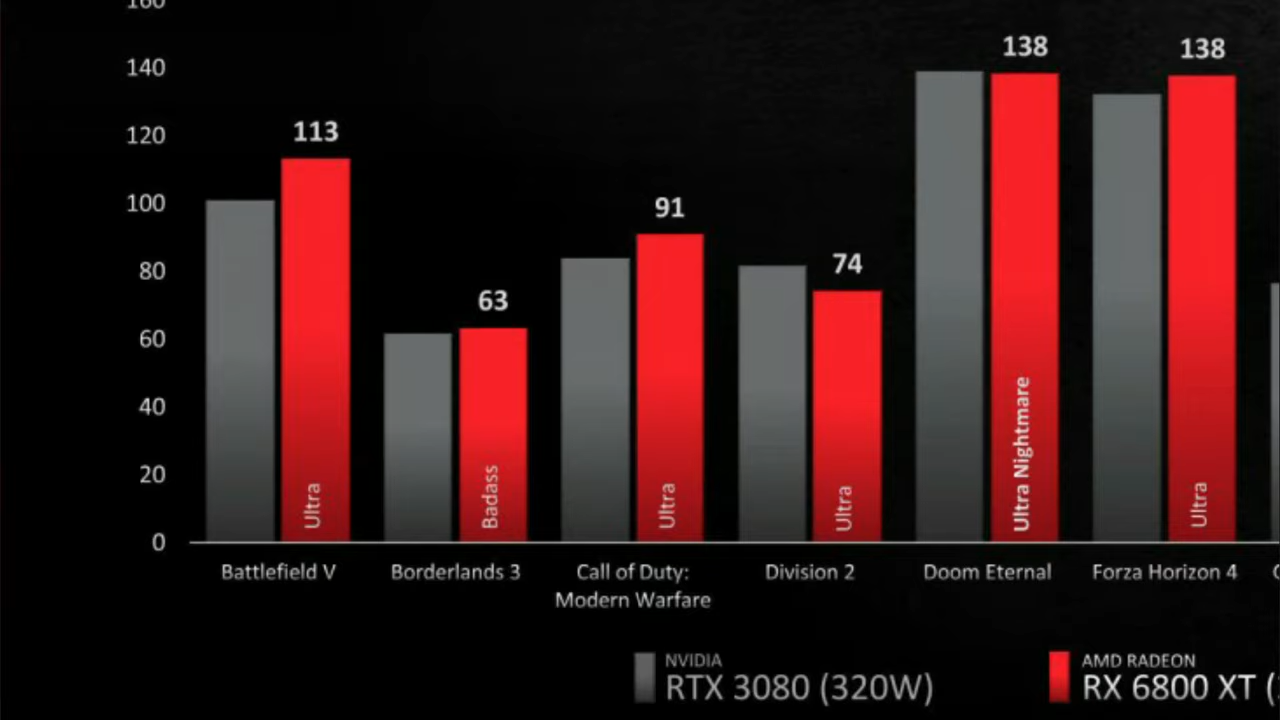 160
140
120
100
80
60
40
20
0
113
63
91
74
138
138
Ultra
Badass
Ultra
Ultra
Ultra Nightmare
Ultra
Battlefield V
Borderlands 3
Call of Duty:
Modern Warfare
Division 2
Doom Eternal
Forza Horizon 4
NVIDIA
RTX 3080 (320W)
AMD RADEON
RX 6800 XT (